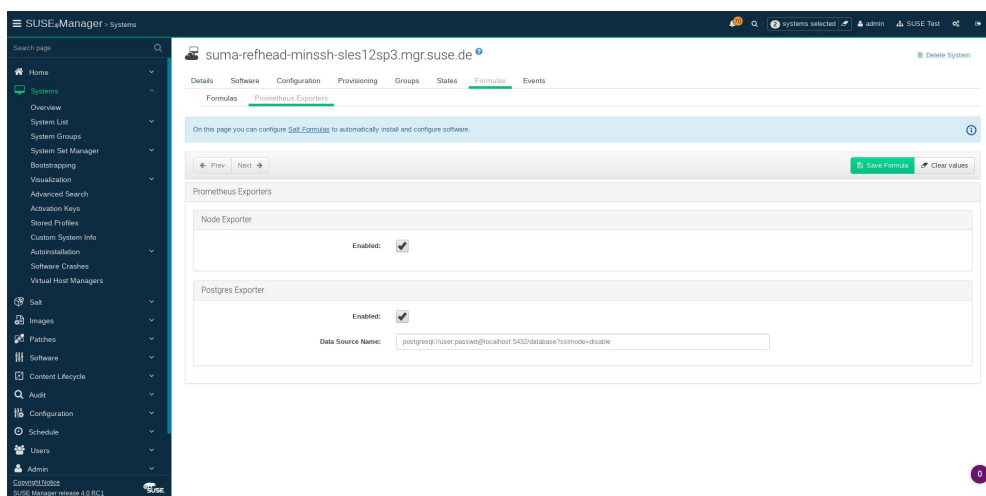 SUSE®Manager > Systems
20
2 systems selected
admin
SUSE Test
Search page
Home
Systems
Overview
System List
System Groups
System Set Manager
Bootstrapping
Visualization
Advanced Search
Activation Keys
Stored Profiles
Custom System Info
Autoinstallation
Software Crashes
Virtual Host Managers
Salt
Images
Patches
Software
Content Lifecycle
Audit
Configuration
Schedule
Users
Admin
Copyright Notice
SUSE Manager release 4.0 RC1
SUSE
suma-refhead-minssh-sles12sp3.mgr.suse.de ?
Delete System
Details Software Configuration Provisioning Groups States Formulas Events
Formulas Prometheus Exporters
On this page you can configure Salt Formulas to automatically install and configure software.
Prev Next
Save Formula Clear values
Prometheus Exporters
Node Exporter
Enabled:
Postgres Exporter
Enabled:
Data Source Name: postgresql://user:passwd@localhost:5432/database?sslmode=disable
0